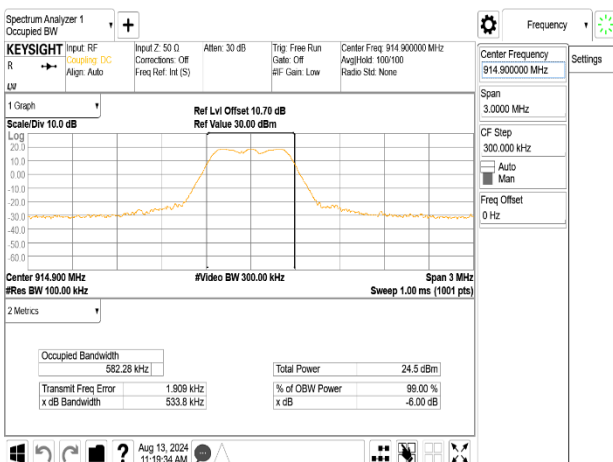 Spectrum Analyzer 1
Occupied BW
Frequency
KEYSIGHT
R
Input: RF
Coupling: DC
Align: Auto
Input Z: 50 Ω
Corrections: Off
Freq Ref: Int (S)
Atten: 30 dB
Trig: Free Run
Gate: Off
#IF Gain: Low
Center Freq: 914.900000 MHz
Avg|Hold: 100/100
Radio Std: None
Center Frequency
914.900000 MHz
Settings
Span
3.0000 MHz
CF Step
300.000 kHz
Auto
Man
Freq Offset
0 Hz
1 Graph
Scale/Div 10.0 dB
Ref Lvl Offset 10.70 dB
Ref Value 30.00 dBm
Log
20.0
10.0
0.00
-10.0
-20.0
-30.0
-40.0
-50.0
-60.0
Center 914.900 MHz
#Video BW 300.00 kHz
Span 3 MHz
#Res BW 100.00 kHz
Sweep 1.00 ms (1001 pts)
2 Metrics
Occupied Bandwidth
582.28 kHz
Total Power 24.5 dBm
Transmit Freq Error 1.909 kHz
% of OBW Power 99.00 %
x dB Bandwidth 533.8 kHz
x dB -6.00 dB
?
Aug 13, 2024
11:19:34 AM